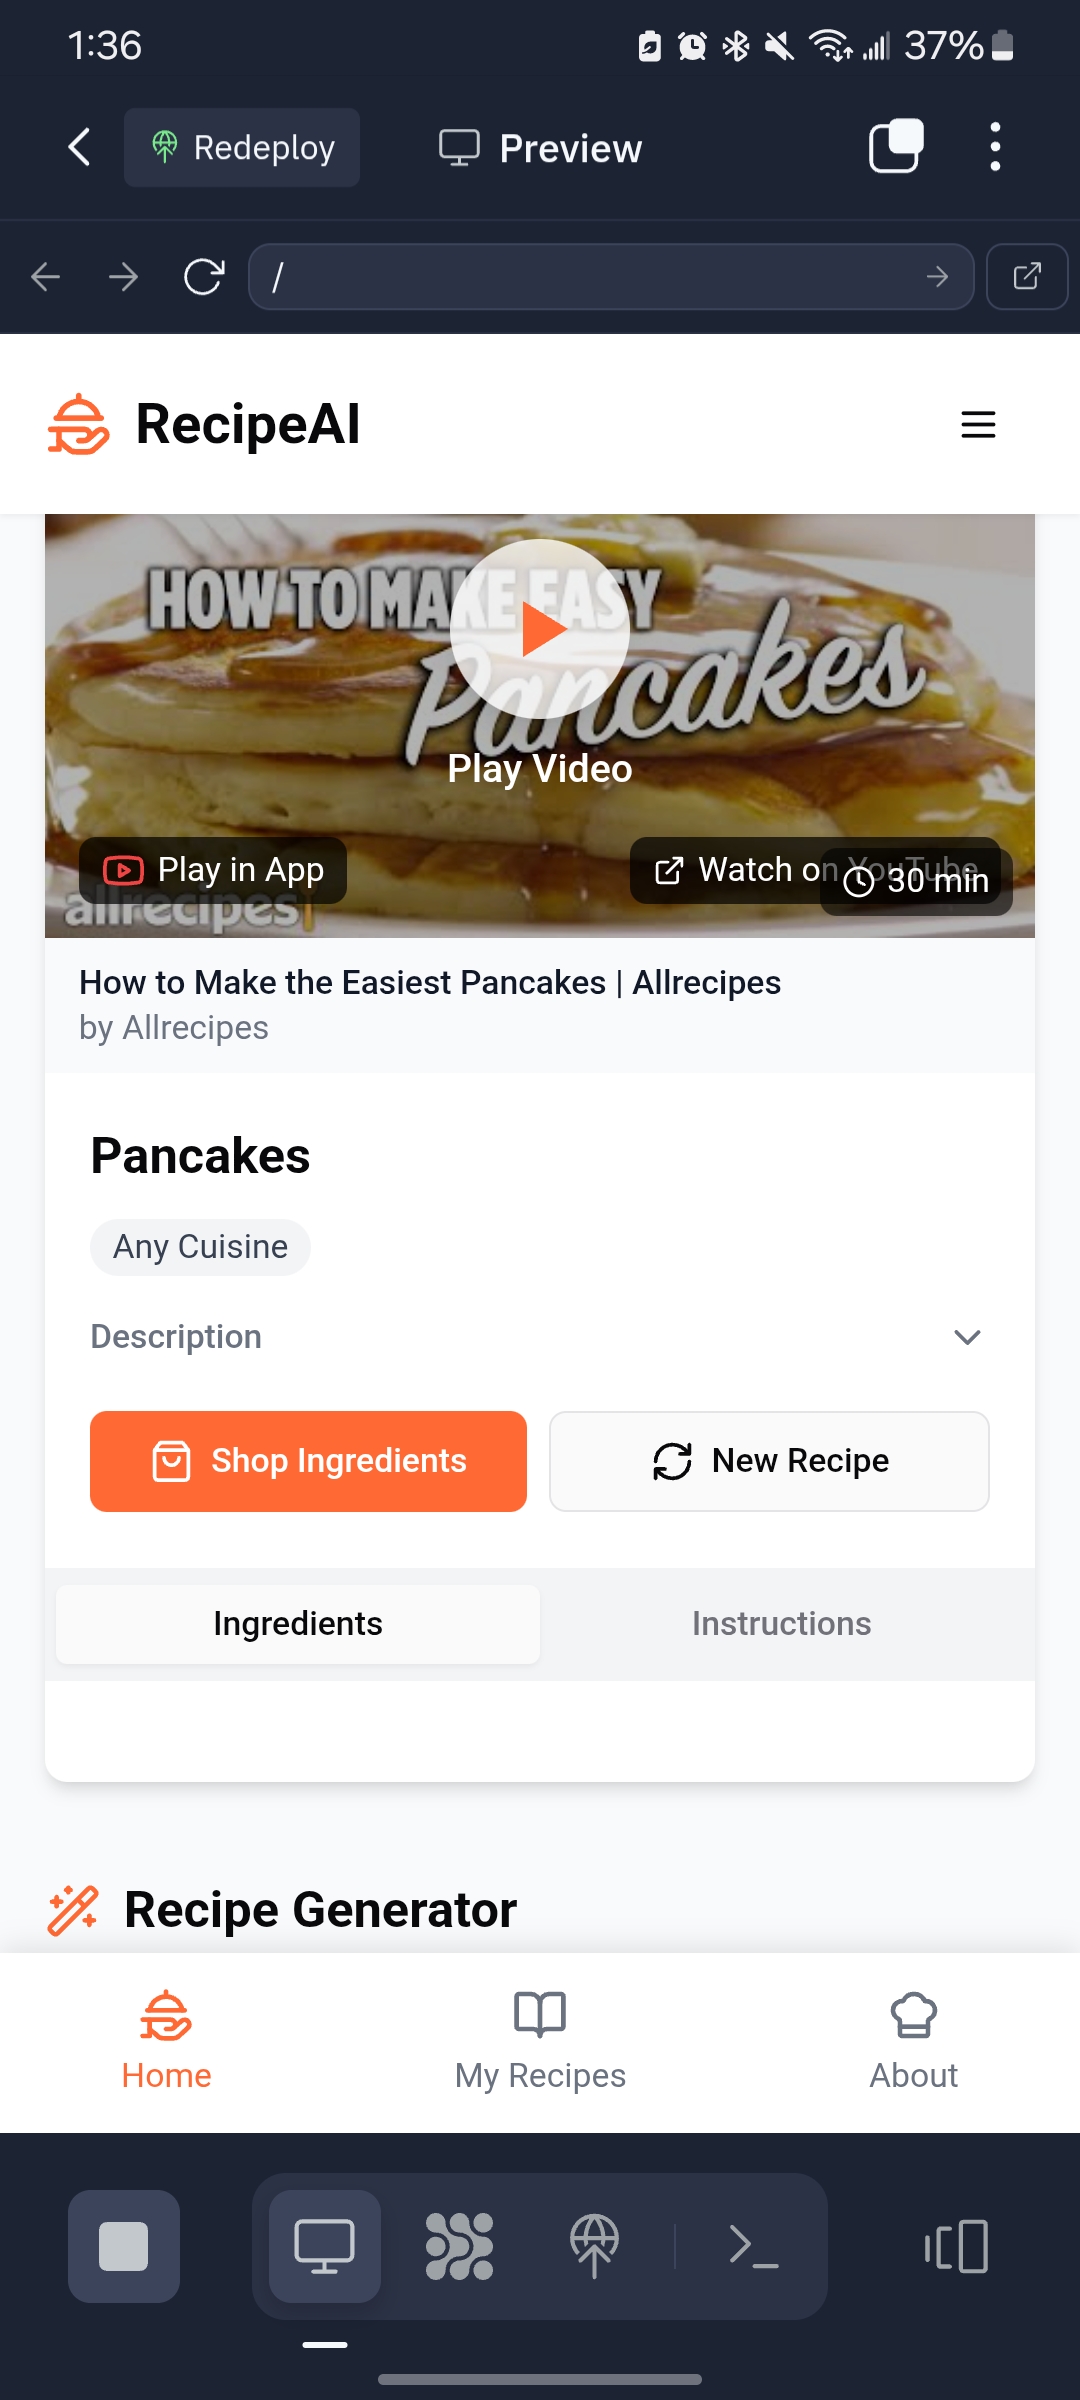 1:36
37%
Redeploy
Preview
/
RecipeAI
HOW TO MAKE EASY
Pancakes
Play Video
Play in App
Watch on YouTube
30 min
allrecipes
How to Make the Easiest Pancakes | Allrecipes
by Allrecipes
Pancakes
Any Cuisine
Description
Shop Ingredients
New Recipe
Ingredients
Instructions
Recipe Generator
Home
My Recipes
About